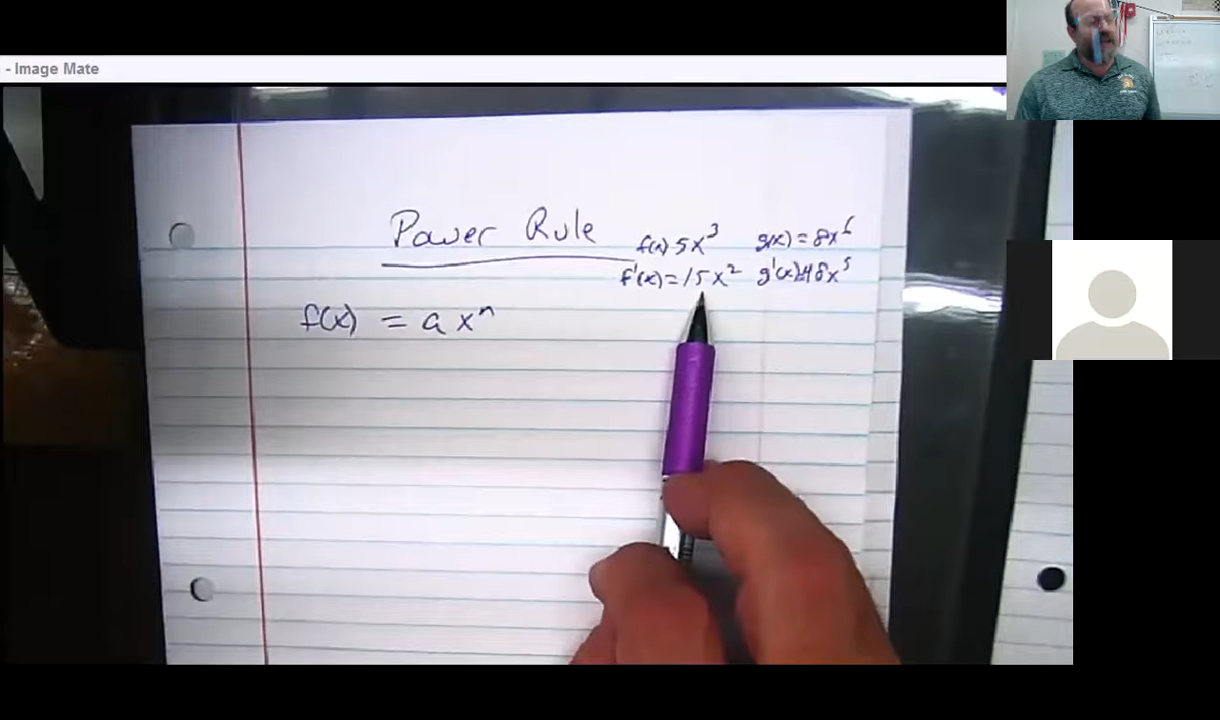 - Image Mate
Power Rule
f(x) 5x³ g(x) = 8x⁶
f'(x) = 15x² g'(x)=48x⁵
f(x) = a xⁿ